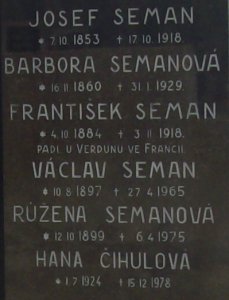 JOSEF SEMAN
* 7.10. 1853 + 17.10. 1918
BARBORA SEMANOVÁ
* 16.11. 1860 + 31.1. 1929.
FRANTIŠEK SEMAN
* 4.10. 1884 + 3.11. 1918.
PADL U VERDUNU VE FRANCII.
VÁCLAV SEMAN
* 10.8. 1897 + 27.4. 1965
RŮŽENA SEMANOVÁ
* 12.10. 1899 + 6.4. 1975
HANA ČIHULOVÁ
* 1.7. 1924 + 15.12. 1978